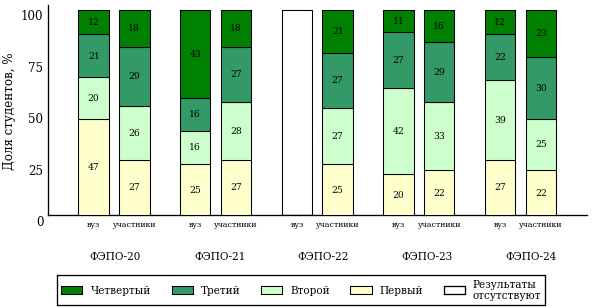 100
75
50
25
0
Доля студентов, %
12 18 43 18 21 11 16 12 23
21 29 16 27 27 27 29 22 30
20 26 16 28 27 42 33 39 25
47 27 25 27 25 20 22 27 22
вуз участники вуз участники вуз участники вуз участники вуз участники
ФЭПО-20 ФЭПО-21 ФЭПО-22 ФЭПО-23 ФЭПО-24
Четвертый Третий Второй Первый Результаты
отсутствуют